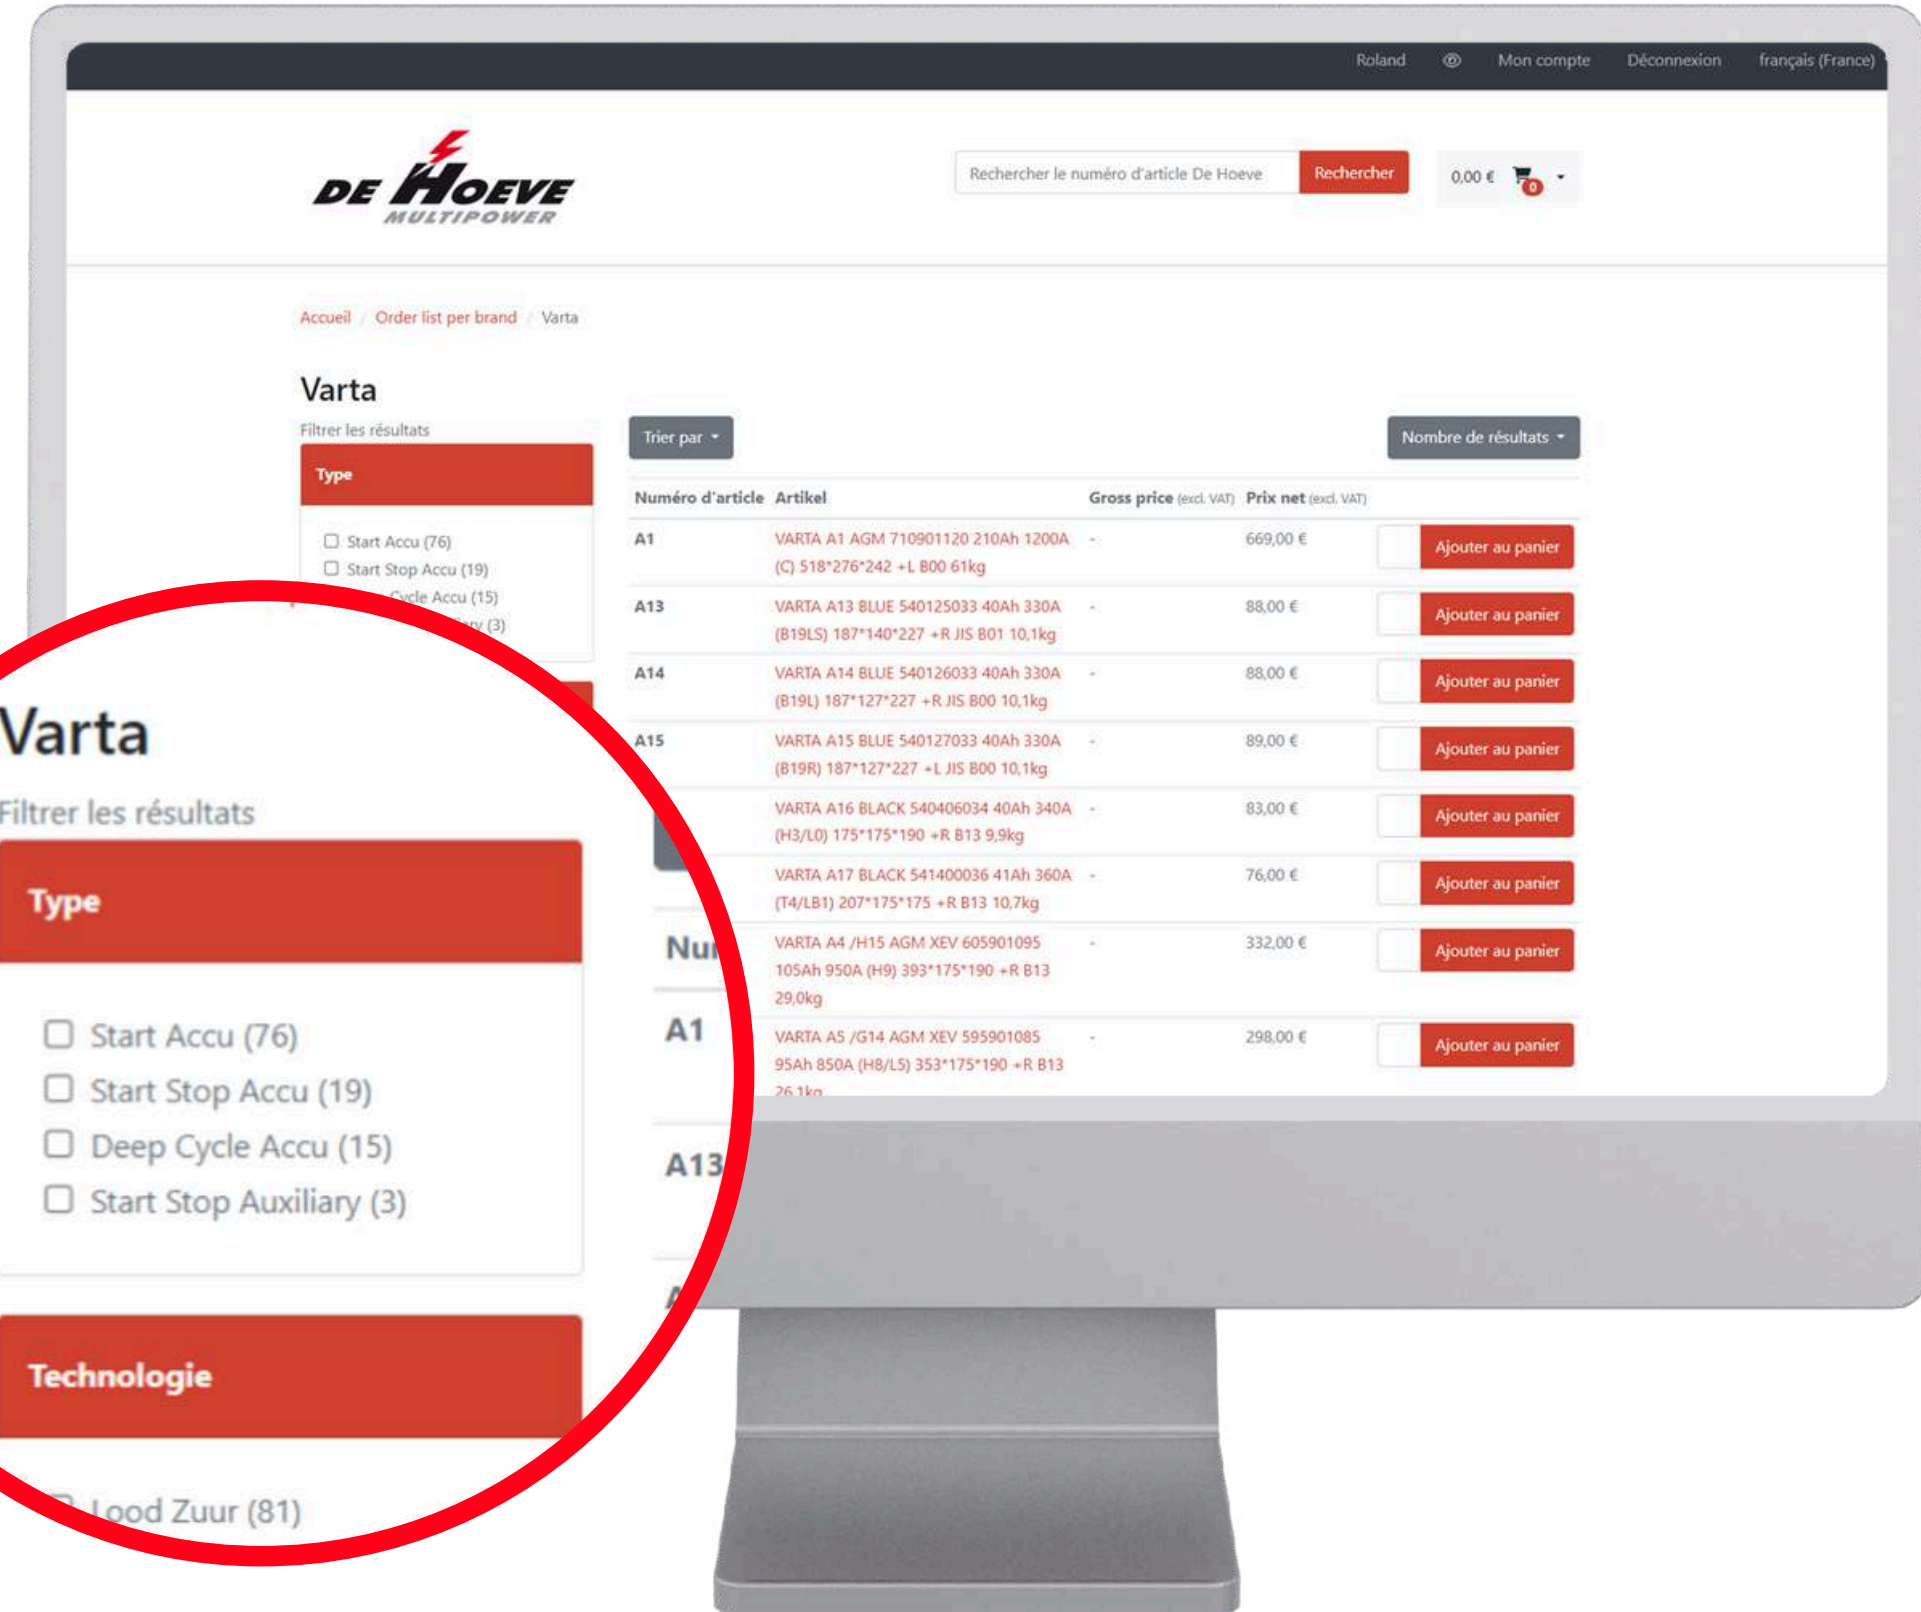 Roland Mon compte Déconnexion français (France)
DE HOEVE
MULTIPOWER
Rechercher le numéro d'article De Hoeve Rechercher 0,00 € 0
Accueil / Order list per brand / Varta
Varta
Filtrer les résultats
Type
Start Accu (76)
Start Stop Accu (19)
Cycle Accu (15)
(3)
Trier par Nombre de résultats
Numéro d'article Artikel Gross price (excl. VAT) Prix net (excl. VAT)
A1 VARTA A1 AGM 710901120 210Ah 1200A - 669,00 € Ajouter au panier
(C) 518*276*242 +L B00 61kg
A13 VARTA A13 BLUE 540125033 40Ah 330A - 88,00 € Ajouter au panier
(B19LS) 187*140*227 +R JIS B01 10,1kg
A14 VARTA A14 BLUE 540126033 40Ah 330A - 88,00 € Ajouter au panier
(B19L) 187*127*227 +R JIS B00 10,1kg
A15 VARTA A15 BLUE 540127033 40Ah 330A - 89,00 € Ajouter au panier
(B19R) 187*127*227 +L JIS B00 10,1kg
VARTA A16 BLACK 540406034 40Ah 340A - 83,00 € Ajouter au panier
(H3/L0) 175*175*190 +R B13 9,9kg
VARTA A17 BLACK 541400036 41Ah 360A - 76,00 € Ajouter au panier
(T4/LB1) 207*175*175 +R B13 10,7kg
VARTA A4 /H15 AGM XEV 605901095 - 332,00 € Ajouter au panier
105Ah 950A (H9) 393*175*190 +R B13
29,0kg
VARTA A5 /G14 AGM XEV 595901085 - 298,00 € Ajouter au panier
95Ah 850A (H8/L5) 353*175*190 +R B13
26,1kg
Varta
Filtrer les résultats
Type
Start Accu (76)
Start Stop Accu (19)
Deep Cycle Accu (15)
Start Stop Auxiliary (3)
Technologie
Lood Zuur (81)
A1
A13